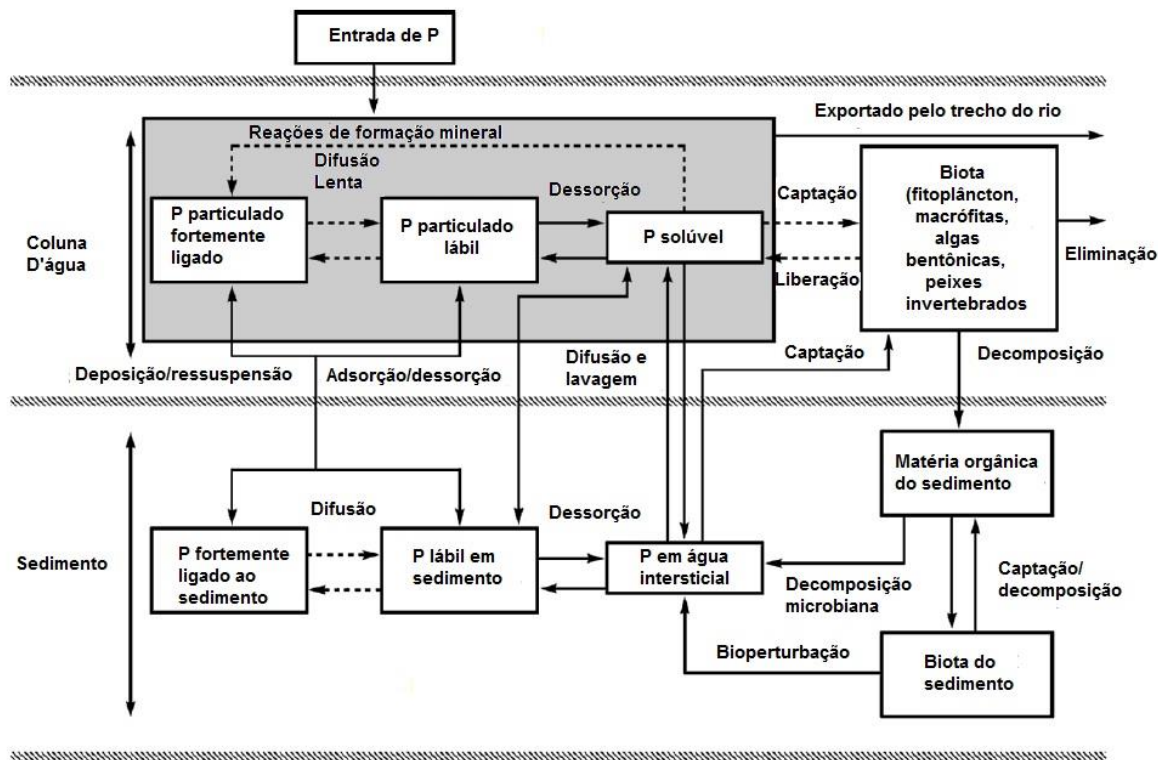 Entrada de P
Exportado pelo trecho do rio
Reações de formação mineral
Difusão
Lenta
Dessorção
Captação
P particulado
fortemente
ligado
P particulado
lábil
P solúvel
Liberação
Biota
(fitoplâncton,
macrófitas,
algas
bentônicas,
peixes
invertebrados
Eliminação
Coluna
D'água
Deposição/ressuspensão
Adsorção/dessorção
Difusão e
lavagem
Captação
Decomposição
Matéria orgânica
do sedimento
Sedimento
Difusão
Dessorção
P fortemente
ligado ao
sedimento
P lábil em
sedimento
P em água
intersticial
Decomposição
microbiana
Captação/
decomposição
Bioperturbação
Biota do
sedimento